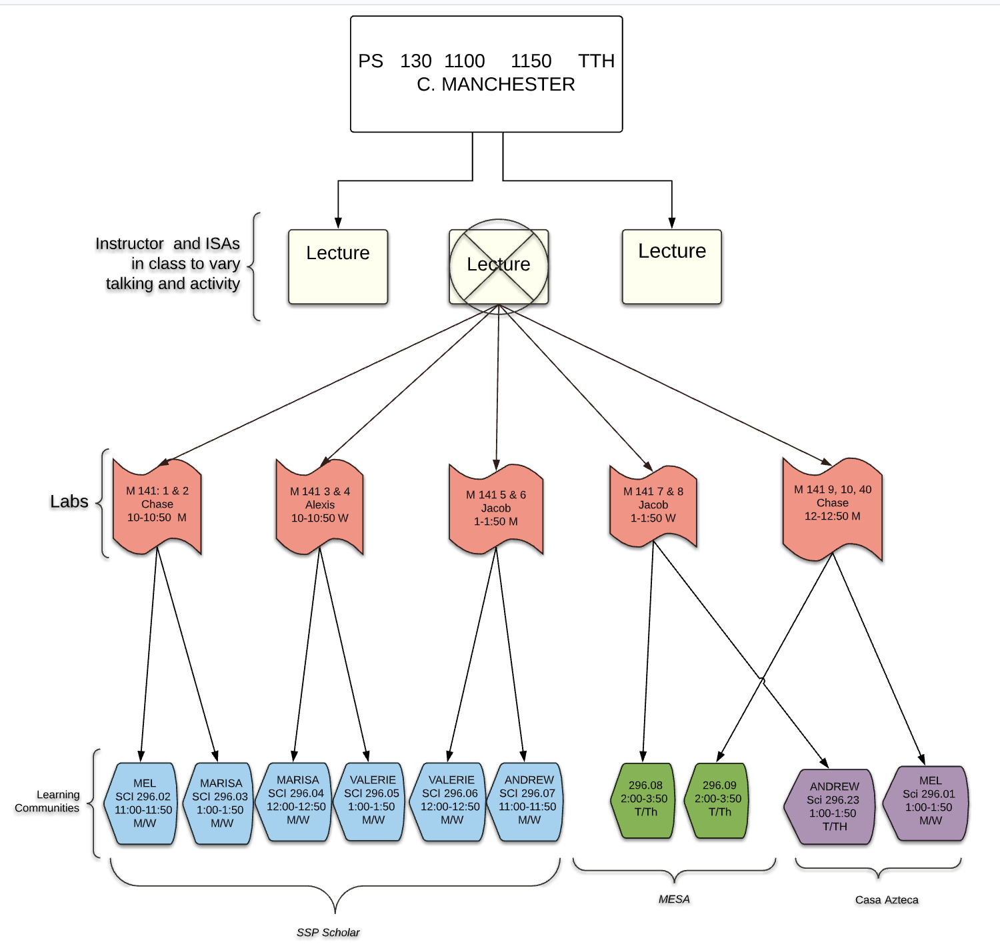 PS 130 1100 1150 TTH
C. MANCHESTER
Instructor and ISAs
in class to vary
talking and activity
Lecture
Lecture
Lecture
Labs
M 141: 1 & 2
Chase
10-10:50 M
M 141 3 & 4
Alexis
10-10:50 W
M 141 5 & 6
Jacob
1-1:50 M
M 141 7 & 8
Jacob
1-1:50 W
M 141 9, 10, 40
Chase
12-12:50 M
Learning
Communities
MEL
SCI 296.02
11:00-11:50
M/W
MARISA
SCI 296.03
1:00-1:50
M/W
MARISA
SCI 296.04
12:00-12:50
M/W
VALERIE
SCI 296.05
1:00-1:50
M/W
VALERIE
SCI 296.06
12:00-12:50
M/W
ANDREW
SCI 296.07
11:00-11:50
M/W
296.08
2:00-3:50
T/Th
296.09
2:00-3:50
T/Th
ANDREW
Sci 296.23
1:00-1:50
T/TH
MEL
Sci 296.01
1:00-1:50
M/W
SSP Scholar
MESA
Casa Azteca